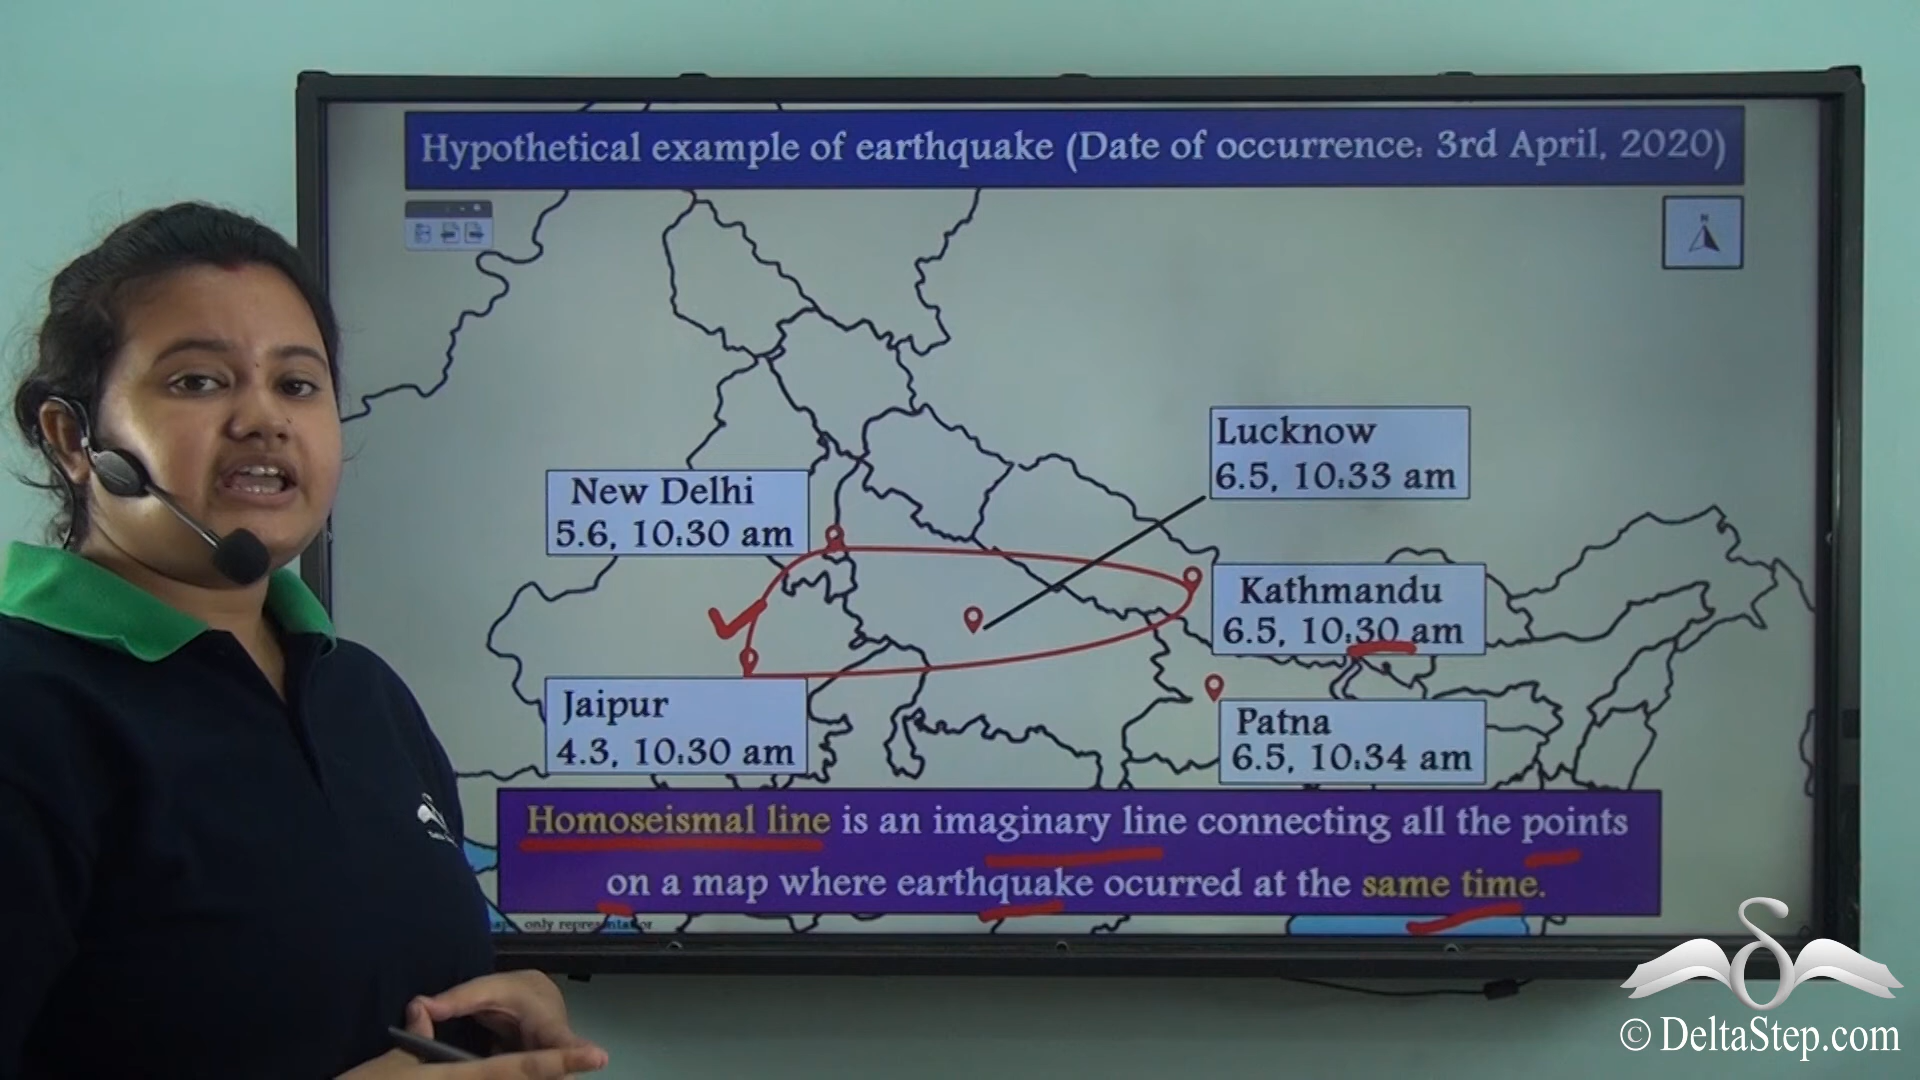 Hypothetical example of earthquake (Date of occurrence: 3rd April, 2020)
N
Lucknow
6.5, 10:33 am
New Delhi
5.6, 10:30 am
Kathmandu
6.5, 10:30 am
Jaipur
4.3, 10:30 am
Patna
6.5, 10:34 am
Homoseismal line is an imaginary line connecting all the points
on a map where earthquake ocurred at the same time.
only
© DeltaStep.com